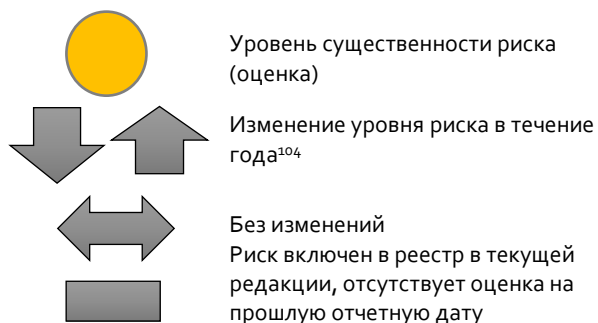 Уровень существенности риска
(оценка)
Изменение уровня риска в течение
года¹⁰⁴
Без изменений
Риск включен в реестр в текущей
редакции, отсутствует оценка на
прошлую отчетную дату